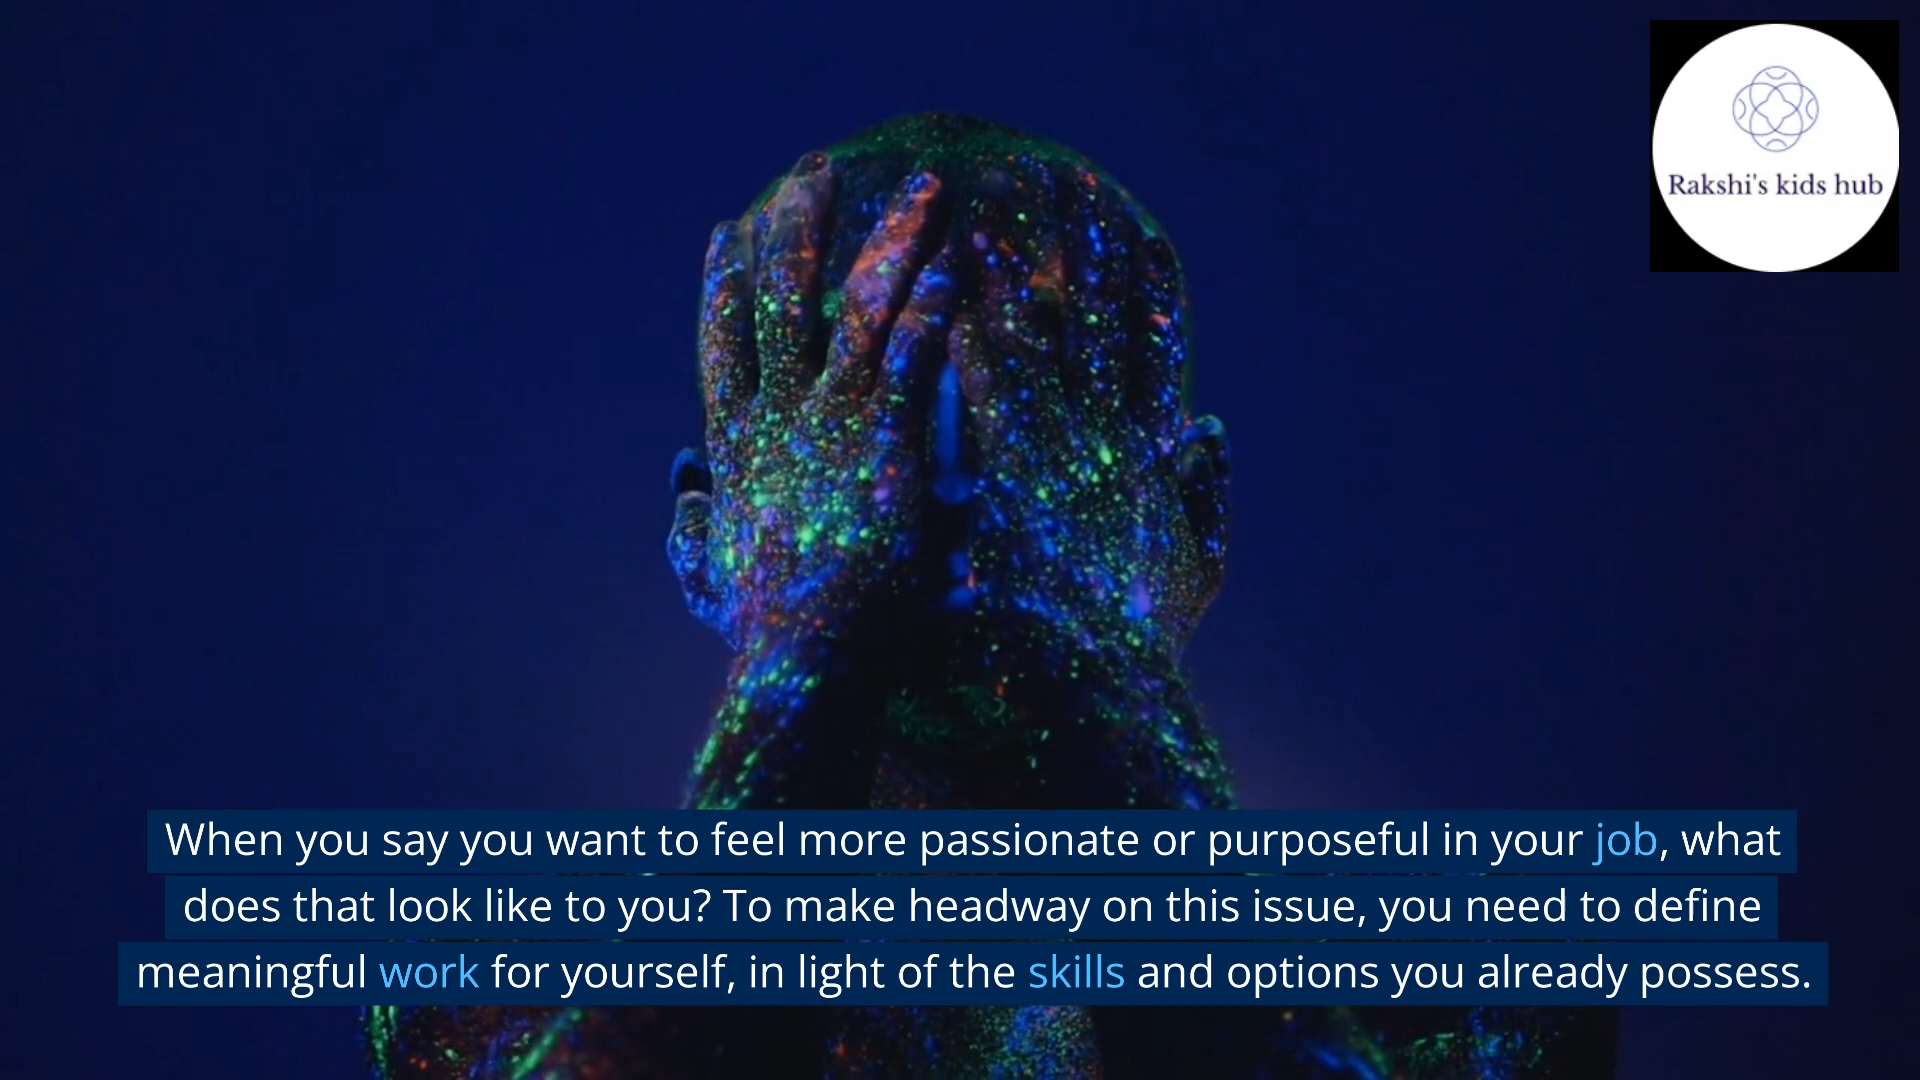 Rakshi's kids hub
When you say you want to feel more passionate or purposeful in your job, what
does that look like to you? To make headway on this issue, you need to define
meaningful work for yourself, in light of the skills and options you already possess.